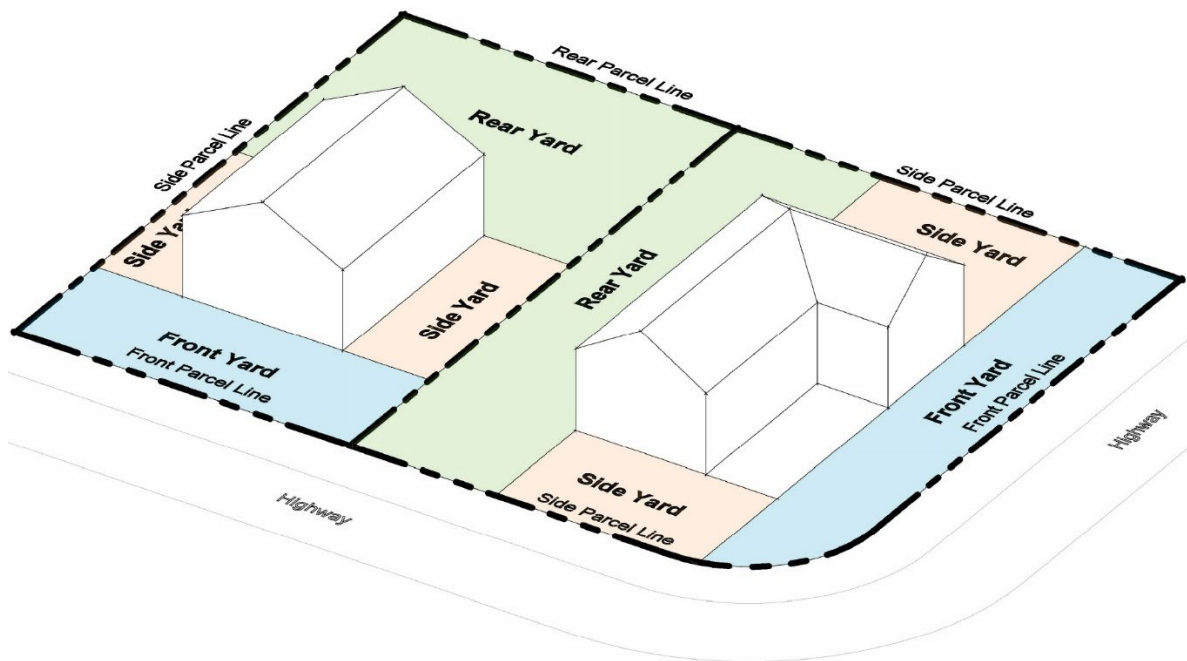 Rear Parcel Line
Rear Yard
Side Parcel Line
Side Yard
Side Yard
Front Yard
Front Parcel Line
Side Parcel Line
Side Yard
Rear Yard
Front Yard
Front Parcel Line
Side Yard
Side Parcel Line
Highway
Highway